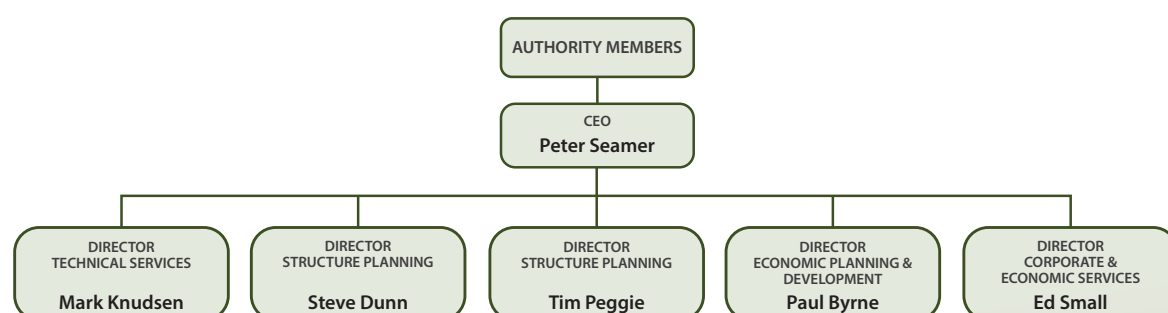 AUTHORITY MEMBERS
CEO
Peter Seamer
DIRECTOR
TECHNICAL SERVICES
Mark Knudsen
DIRECTOR
STRUCTURE PLANNING
Steve Dunn
DIRECTOR
STRUCTURE PLANNING
Tim Peggie
DIRECTOR
ECONOMIC PLANNING &
DEVELOPMENT
Paul Byrne
DIRECTOR
CORPORATE &
ECONOMIC SERVICES
Ed Small